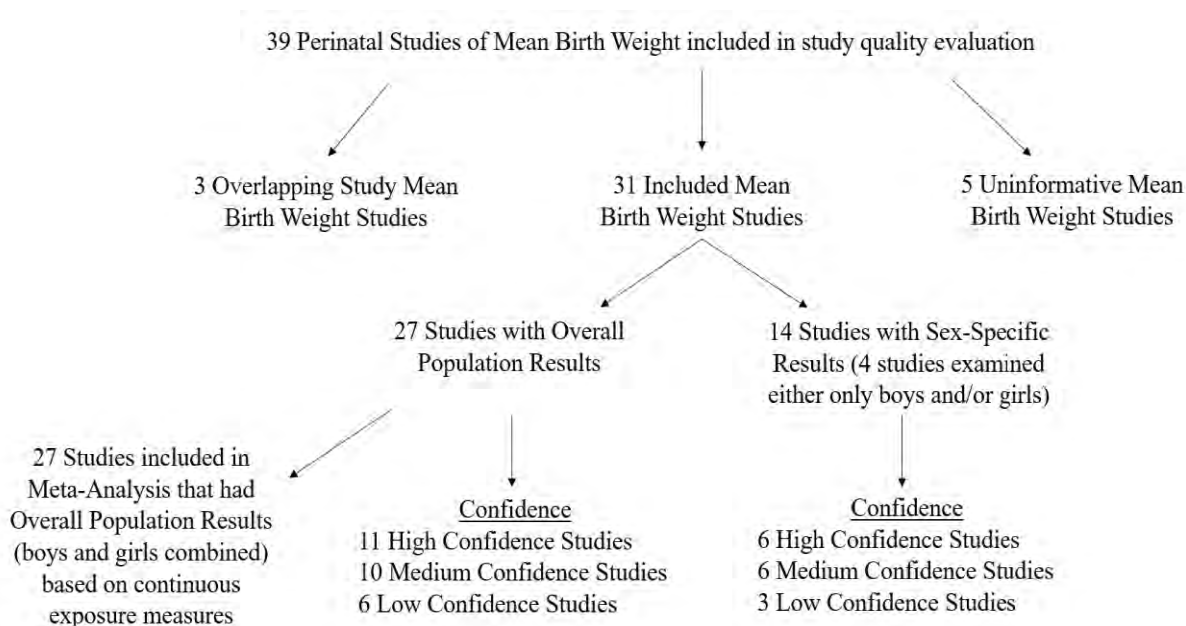 39 Perinatal Studies of Mean Birth Weight included in study quality evaluation
3 Overlapping Study Mean
Birth Weight Studies
31 Included Mean
Birth Weight Studies
5 Uninformative Mean
Birth Weight Studies
27 Studies with Overall
Population Results
14 Studies with Sex-Specific
Results (4 studies examined
either only boys and/or girls)
27 Studies included in
Meta-Analysis that had
Overall Population Results
(boys and girls combined)
based on continuous
exposure measures
Confidence
11 High Confidence Studies
10 Medium Confidence Studies
6 Low Confidence Studies
Confidence
6 High Confidence Studies
6 Medium Confidence Studies
3 Low Confidence Studies